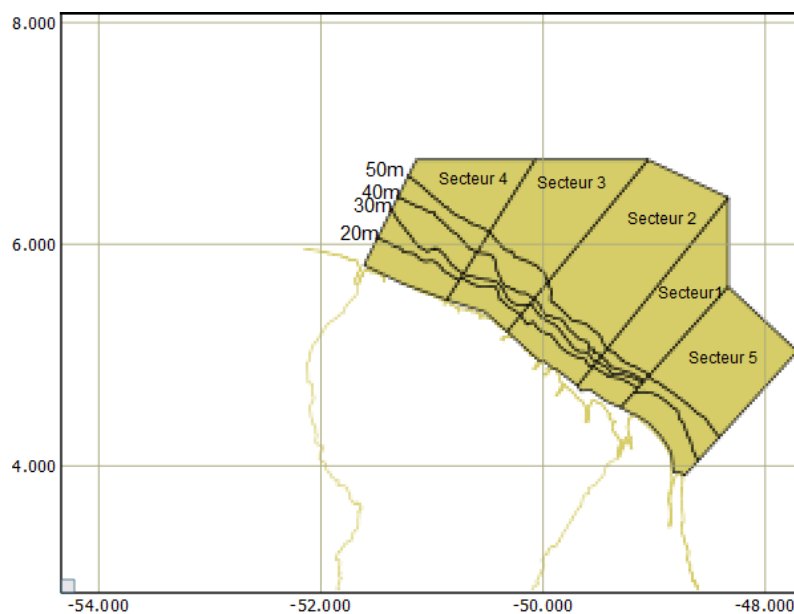 8.000
50m
Secteur 4
Secteur 3
40m
30m
Secteur 2
20m
6.000
Secteur1
Secteur 5
4.000
-54.000
-52.000
-50.000
-48.000